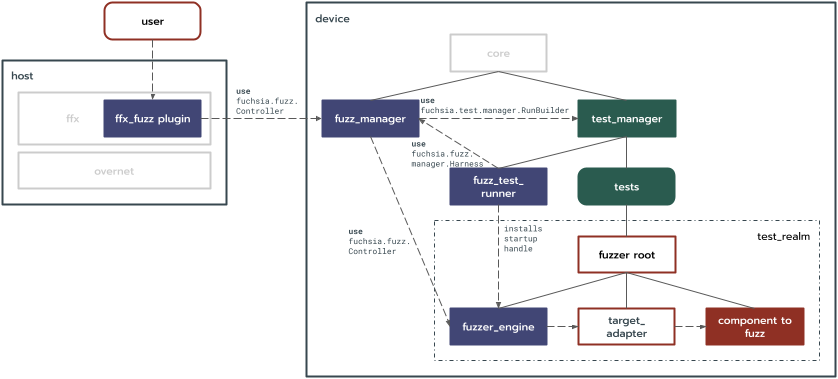 user
device
host
core
use
fuchsia.fuzz.
Controller
ffx
ffx_fuzz plugin
fuzz_manager
use
fuchsia.test.manager.RunBuilder
test_manager
use
fuchsia.fuzz.
manager.Harness
overnet
fuzz_test_
runner
tests
use
fuchsia.fuzz.
Controller
installs
startup
handle
test_realm
fuzzer root
fuzzer_engine
target_
adapter
component to
fuzz